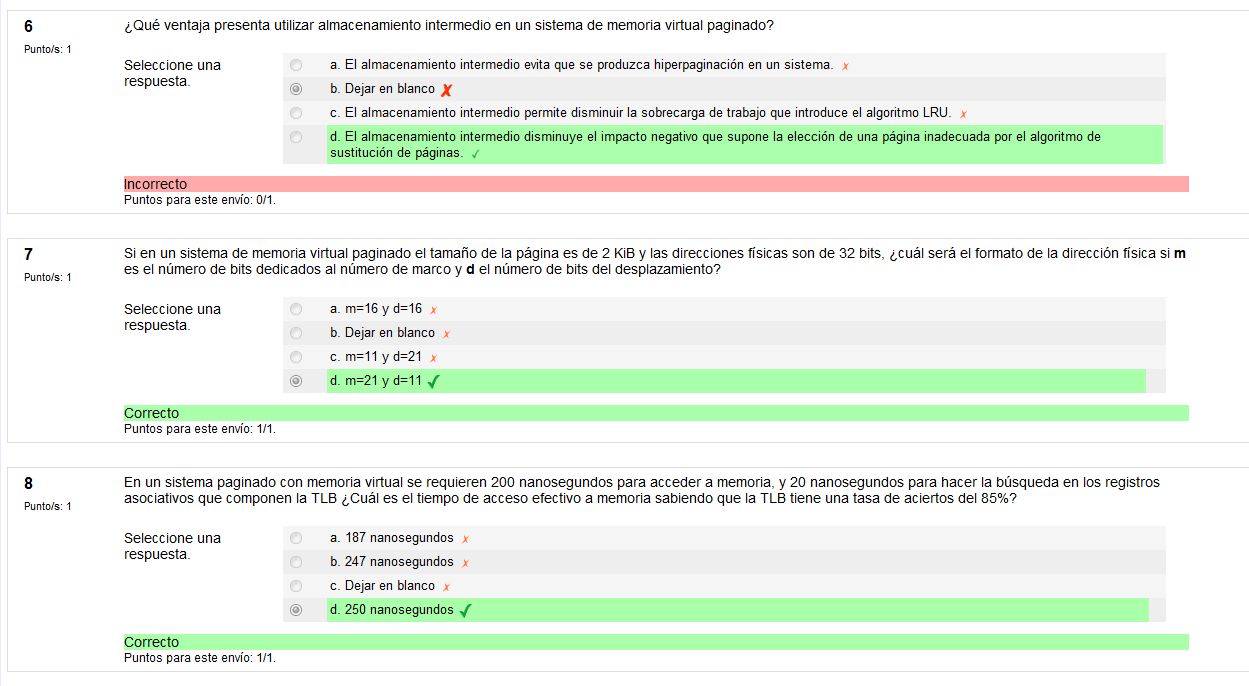 6
¿Qué ventaja presenta utilizar almacenamiento intermedio en un sistema de memoria virtual paginado?
Punto/s: 1
Seleccione una
respuesta.
a. El almacenamiento intermedio evita que se produzca hiperpaginación en un sistema. ✗
b. Dejar en blanco ✗
c. El almacenamiento intermedio permite disminuir la sobrecarga de trabajo que introduce el algoritmo LRU. ✗
d. El almacenamiento intermedio disminuye el impacto negativo que supone la elección de una página inadecuada por el algoritmo de
sustitución de páginas. ✓
Incorrecto
Puntos para este envío: 0/1.
7
Si en un sistema de memoria virtual paginado el tamaño de la página es de 2 KiB y las direcciones físicas son de 32 bits, ¿cuál será el formato de la dirección física si m
es el número de bits dedicados al número de marco y d el número de bits del desplazamiento?
Punto/s: 1
Seleccione una
respuesta.
a. m=16 y d=16 ✗
b. Dejar en blanco ✗
c. m=11 y d=21 ✗
d. m=21 y d=11 ✓
Correcto
Puntos para este envío: 1/1.
8
En un sistema paginado con memoria virtual se requieren 200 nanosegundos para acceder a memoria, y 20 nanosegundos para hacer la búsqueda en los registros
asociativos que componen la TLB ¿Cuál es el tiempo de acceso efectivo a memoria sabiendo que la TLB tiene una tasa de aciertos del 85%?
Punto/s: 1
Seleccione una
respuesta.
a. 187 nanosegundos ✗
b. 247 nanosegundos ✗
c. Dejar en blanco ✗
d. 250 nanosegundos ✓
Correcto
Puntos para este envío: 1/1.